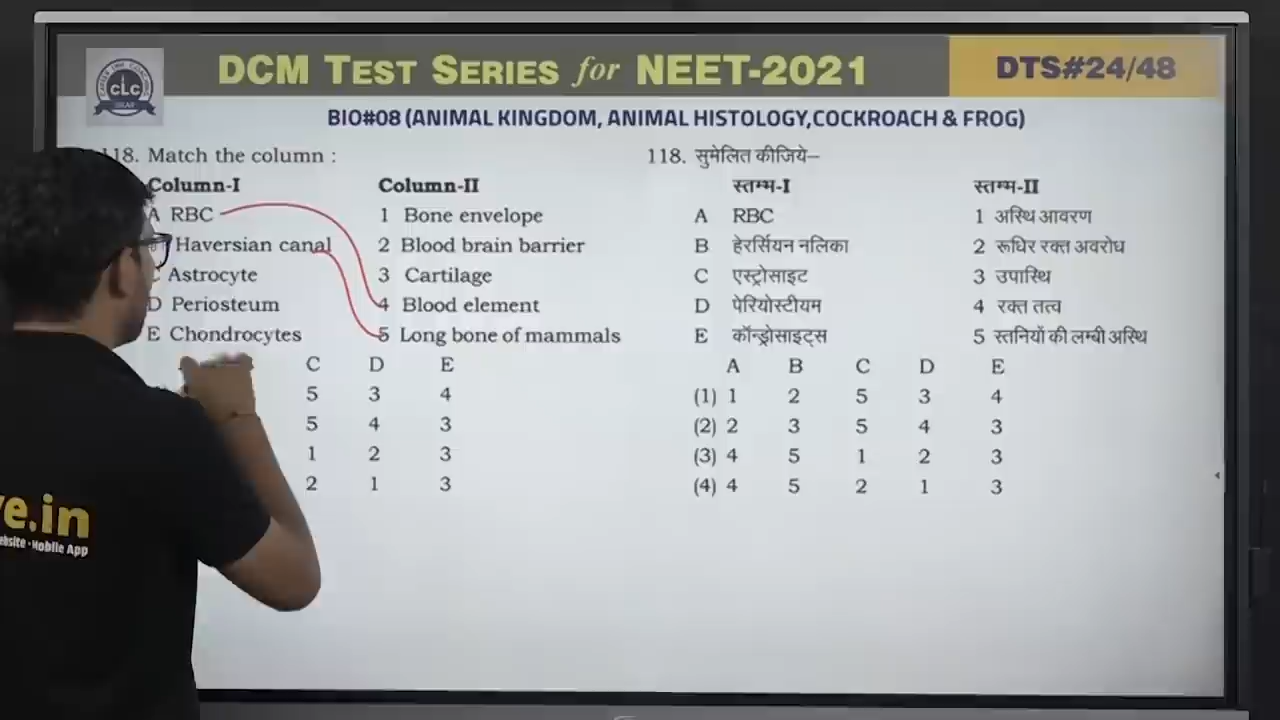 DCM TEST SERIES for NEET-2021
DTS#24/48
CLC
BIO#08 (ANIMAL KINGDOM, ANIMAL HISTOLOGY,COCKROACH & FROG)
118. Match the column :
Column-I Column-II
A RBC 1 Bone envelope
Haversian canal 2 Blood brain barrier
C Astrocyte 3 Cartilage
D Periosteum 4 Blood element
E Chondrocytes 5 Long bone of mammals
C D E
5 3 4
5 4 3
1 2 3
2 1 3
118. सुमेलित कीजिये–
स्तम्भ-I स्तम्भ-II
A RBC 1 अस्थि आवरण
B हेरर्सियन नलिका 2 रूधिर रक्त अवरोध
C एस्ट्रोसाइट 3 उपास्थि
D पेरियोस्टीयम 4 रक्त तत्व
E कॉन्ड्रोसाइट्स 5 स्तनियों की लम्बी अस्थि
A B C D E
(1) 1 2 5 3 4
(2) 2 3 5 4 3
(3) 4 5 1 2 3
(4) 4 5 2 1 3
e.in
ebsite · Mobile App